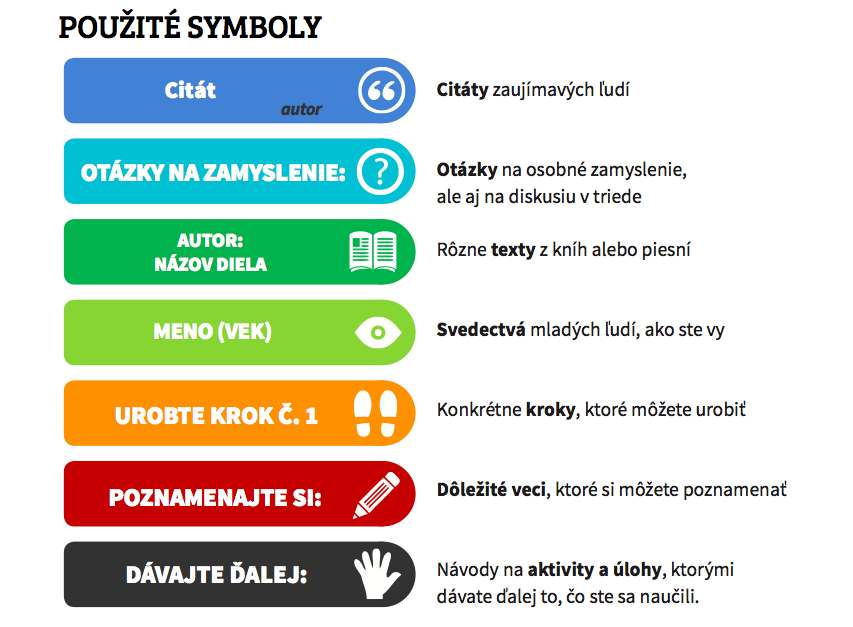 POUŽITÉ SYMBOLY
Citát
autor
Citáty zaujímavých ľudí
OTÁZKY NA ZAMYSLENIE:
?
Otázky na osobné zamyslenie,
ale aj na diskusiu v triede
AUTOR:
NÁZOV DIELA
Rôzne texty z kníh alebo piesní
MENO (VEK)
Svedectvá mladých ľudí, ako ste vy
UROBTE KROK Č. 1
Konkrétne kroky, ktoré môžete urobiť
POZNAMENAJTE SI:
Dôležité veci, ktoré si môžete poznamenať
DÁVAJTE ĎALEJ:
Návody na aktivity a úlohy, ktorými
dávate ďalej to, čo ste sa naučili.